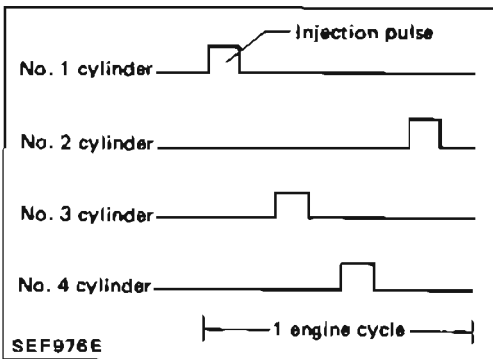 Injection pulse
No. 1 cylinder
No. 2 cylinder
No. 3 cylinder
No. 4 cylinder
1 engine cycle
SEF976E